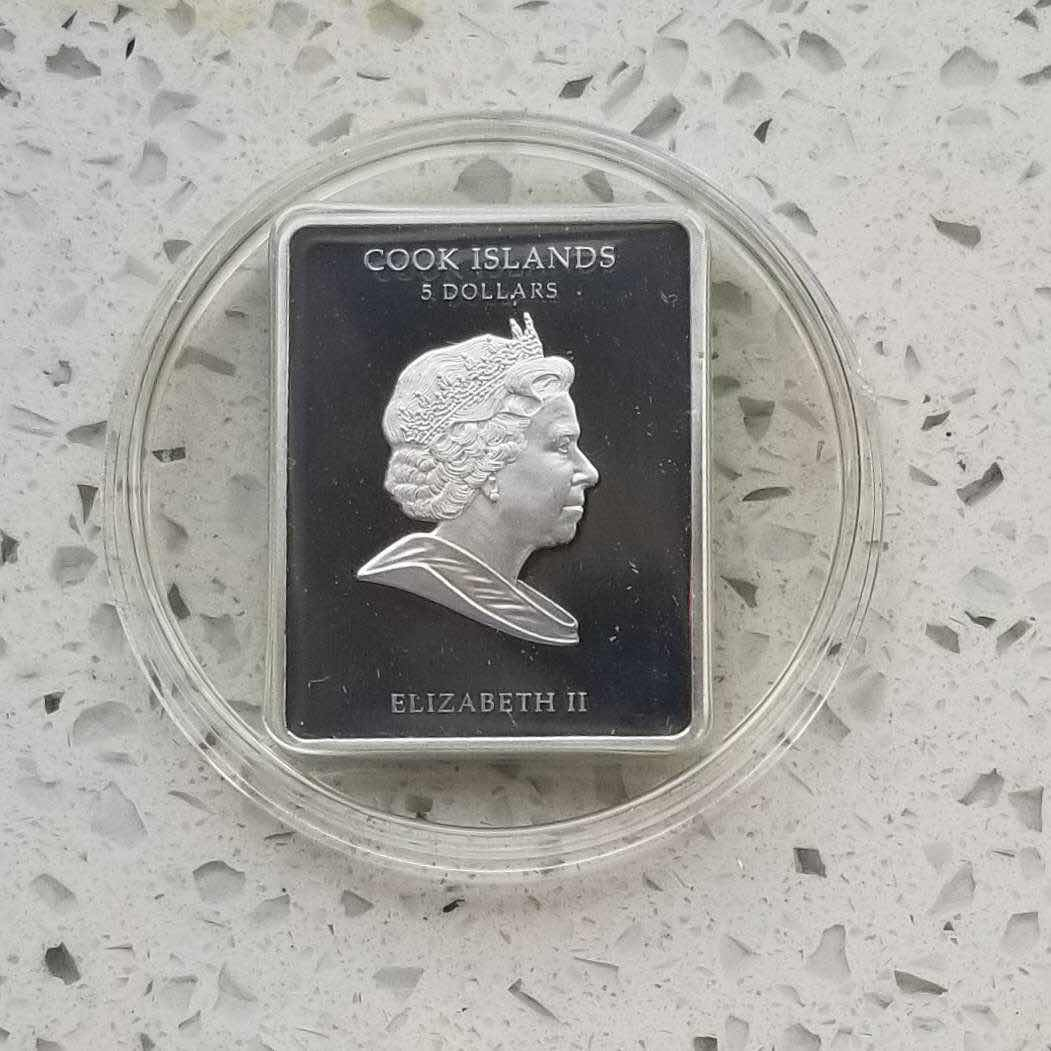 COOK ISLANDS
5 DOLLARS
ELIZABETH II